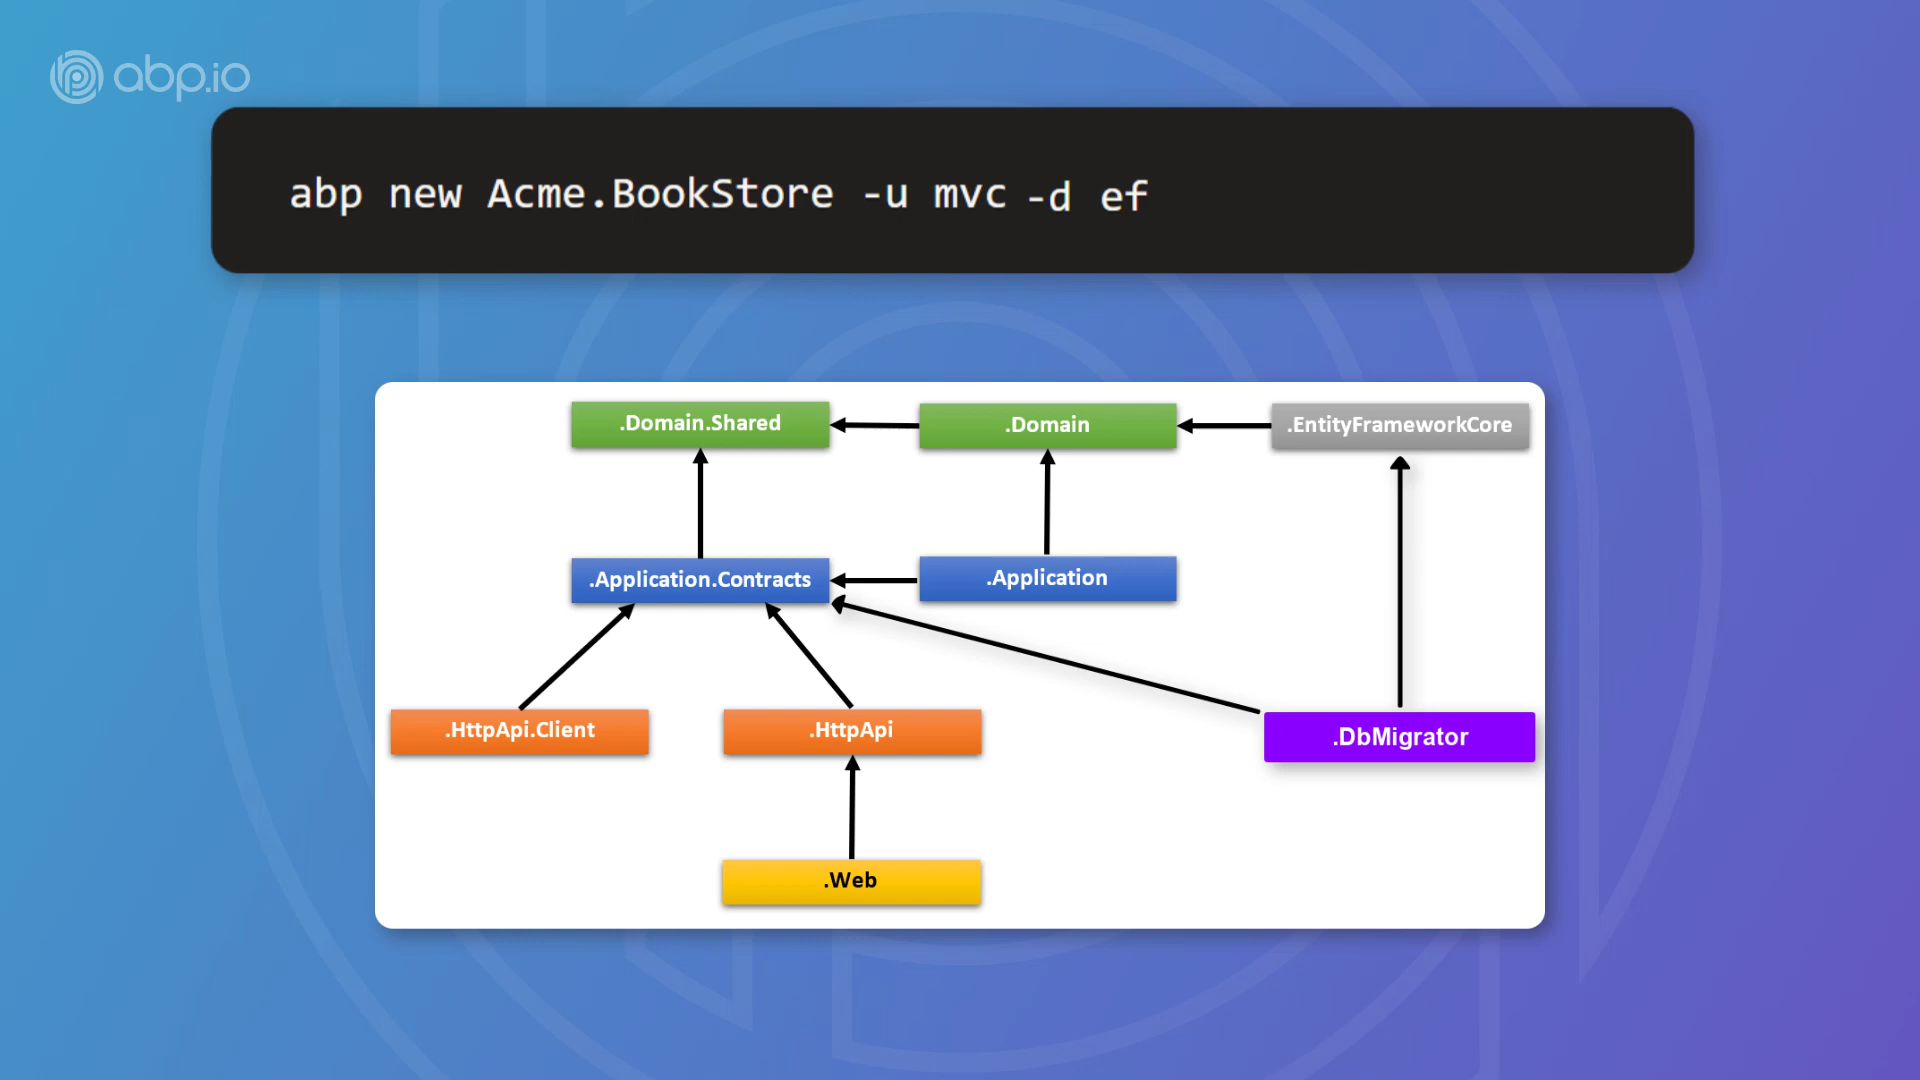 abp.io
abp new Acme.BookStore -u mvc -d ef
.Domain.Shared
.Domain
.EntityFrameworkCore
.Application.Contracts
.Application
.HttpApi.Client
.HttpApi
.DbMigrator
.Web